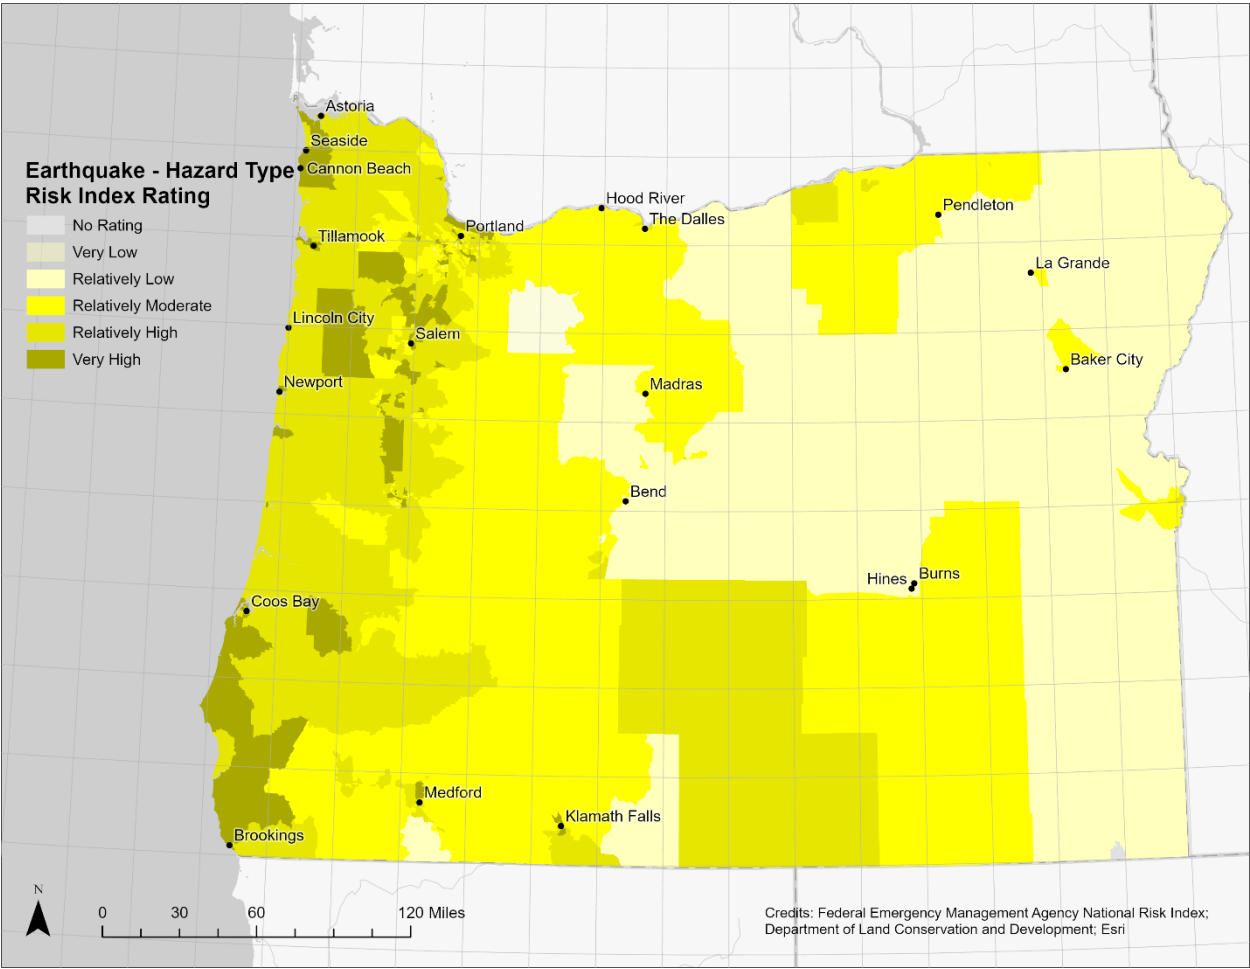 Astoria
Seaside
Earthquake - Hazard Type
Risk Index Rating
Cannon Beach
No Rating
Very Low
Relatively Low
Relatively Moderate
Relatively High
Very High
Hood River
The Dalles
Portland
Pendleton
Tillamook
La Grande
Lincoln City
Salem
Baker City
Newport
Madras
Bend
Hines
Burns
Coos Bay
Medford
Klamath Falls
Brookings
N
0 30 60 120 Miles
Credits: Federal Emergency Management Agency National Risk Index;
Department of Land Conservation and Development; Esri